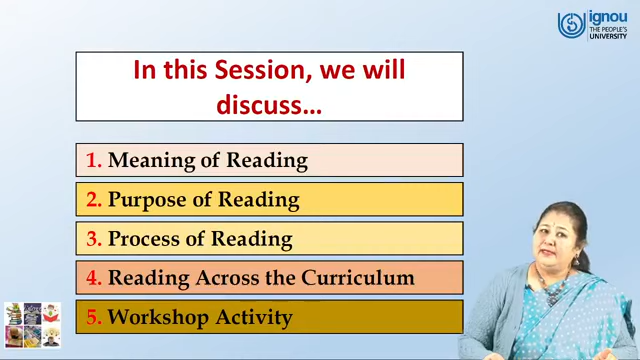 ignou
THE PEOPLE'S
UNIVERSITY
In this Session, we will
discuss...
1. Meaning of Reading
2. Purpose of Reading
3. Process of Reading
4. Reading Across the Curriculum
5. Workshop Activity